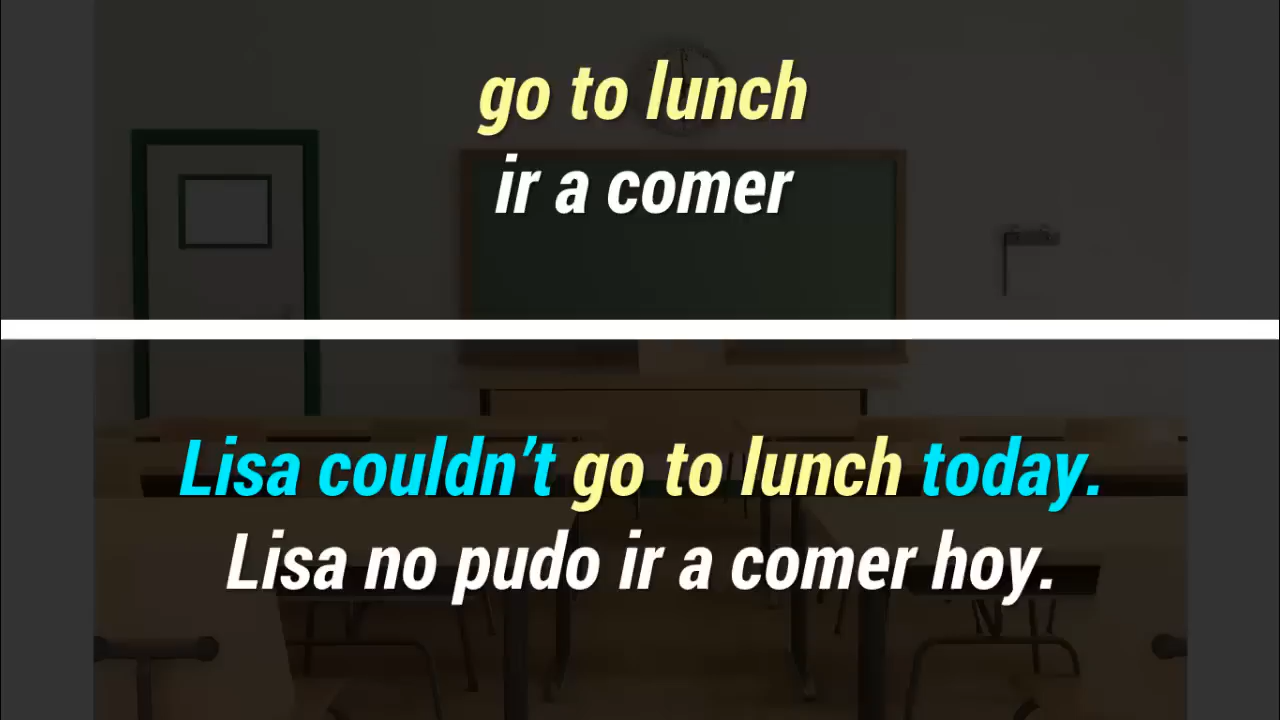 go to lunch
ir a comer
Lisa couldn’t go to lunch today.
Lisa no pudo ir a comer hoy.